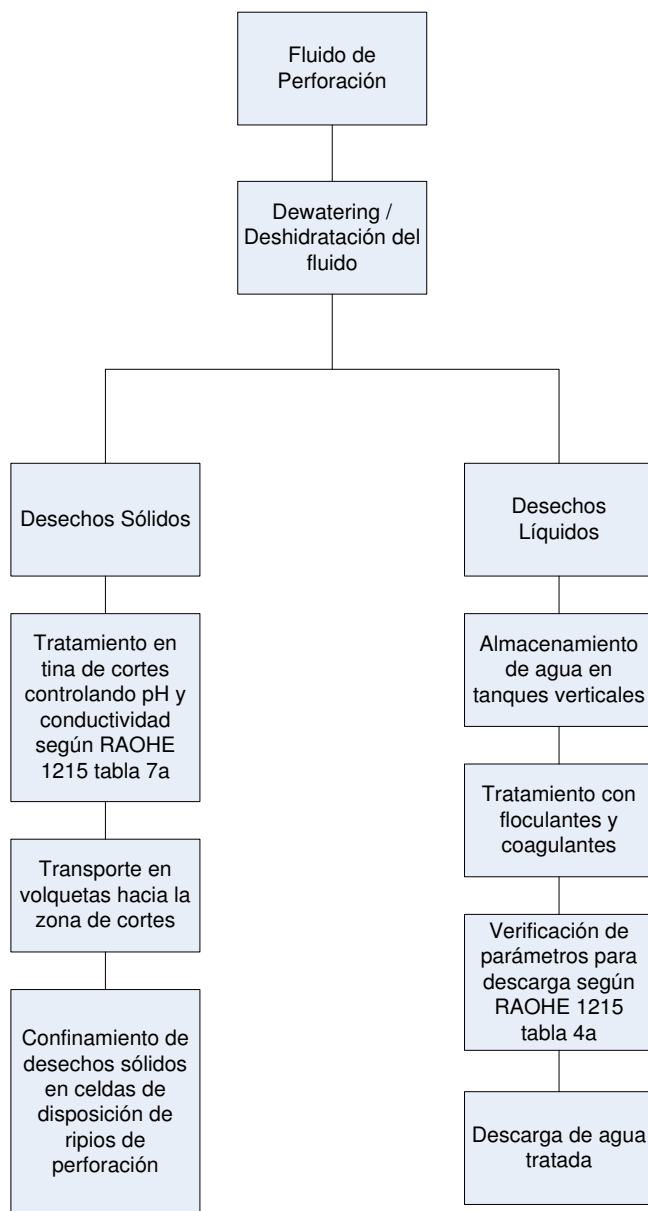 Fluido de
Perforación
Dewatering /
Deshidratación del
fluido
Desechos Sólidos
Tratamiento en
tina de cortes
controlando pH y
conductividad
según RAOHE
1215 tabla 7a
Transporte en
volquetas hacia la
zona de cortes
Confinamiento de
desechos sólidos
en celdas de
disposición de
ripios de
perforación
Desechos
Líquidos
Almacenamiento
de agua en
tanques verticales
Tratamiento con
floculantes y
coagulantes
Verificación de
parámetros para
descarga según
RAOHE 1215
tabla 4a
Descarga de agua
tratada